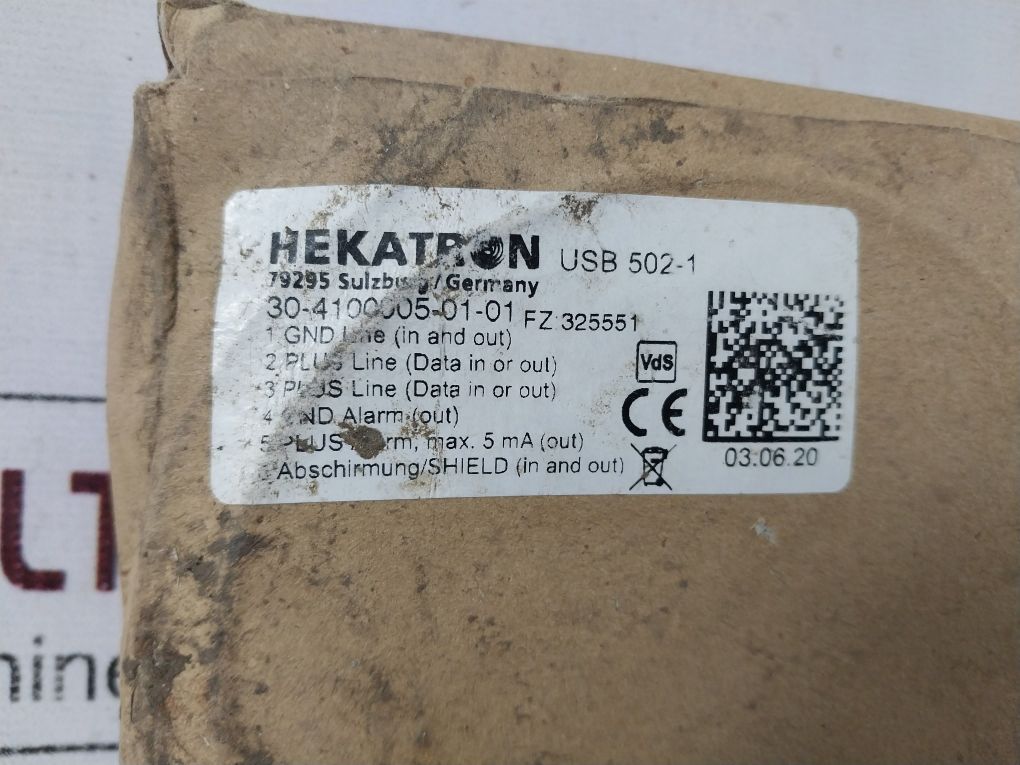 HEKATRON USB 502-1
79295 Sulzburg/Germany
30-4100005-01-01 FZ:325551
1 GND Line (in and out)
2 PLUS Line (Data in or out)
3 PLUS Line (Data in or out)
4 GND Alarm (out)
5 PLUS Alarm, max. 5 mA (out)
Abschirmung/SHIELD (in and out)
VdS
CE
03.06.20
LT
hine